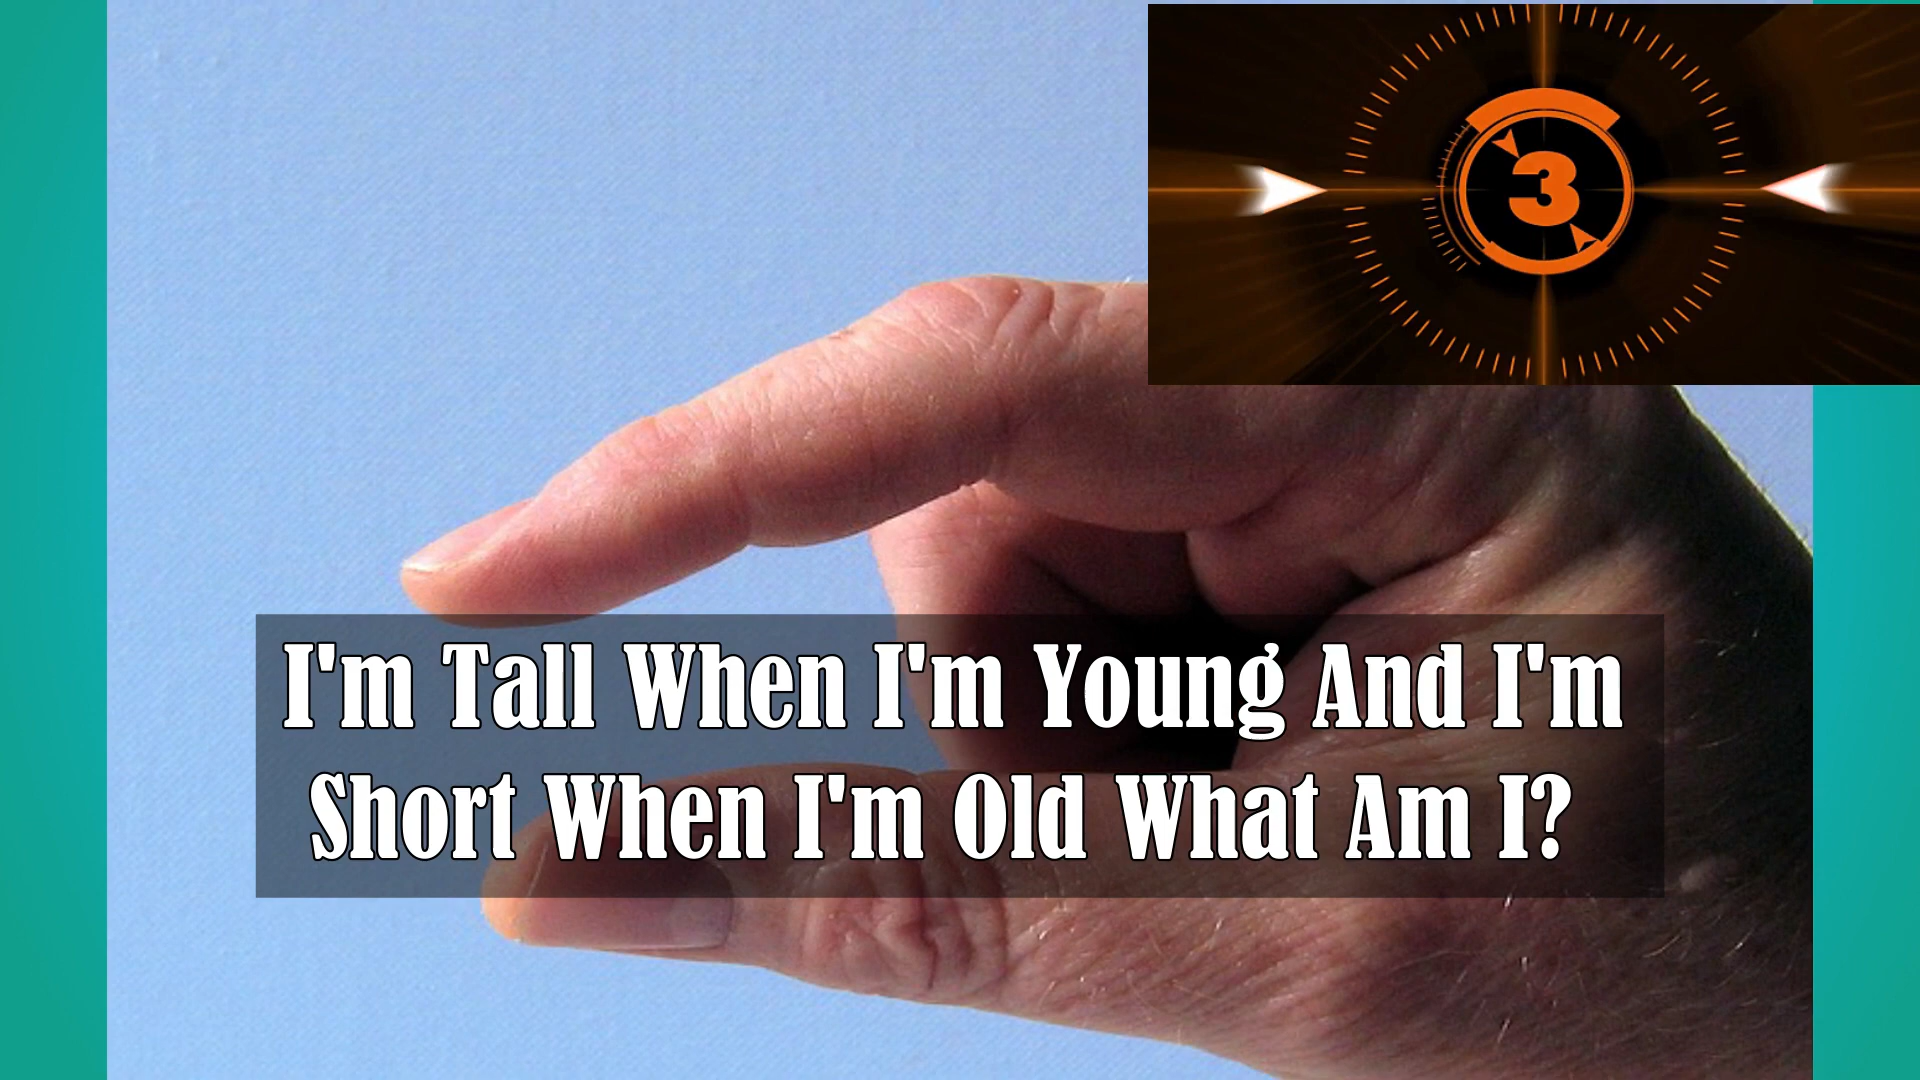 3
I'm Tall When I'm Young And I'm
Short When I'm Old What Am I?